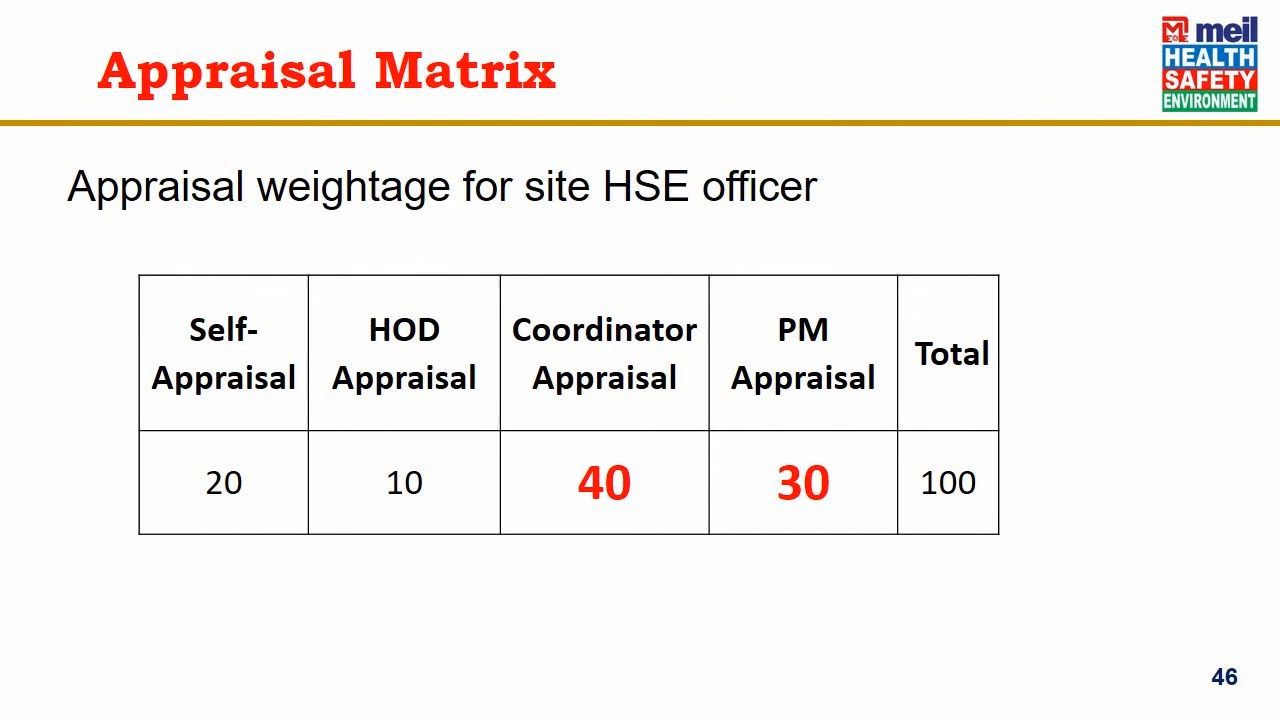 Appraisal Matrix
meil
HEALTH
SAFETY
ENVIRONMENT
Appraisal weightage for site HSE officer
Self-
Appraisal
HOD
Appraisal
Coordinator
Appraisal
PM
Appraisal
Total
20 10 40 30 100
46